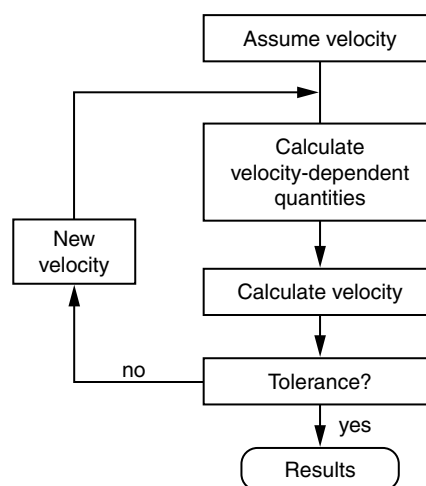 Assume velocity
Calculate
velocity-dependent
quantities
New
velocity
Calculate velocity
no
Tolerance?
yes
Results